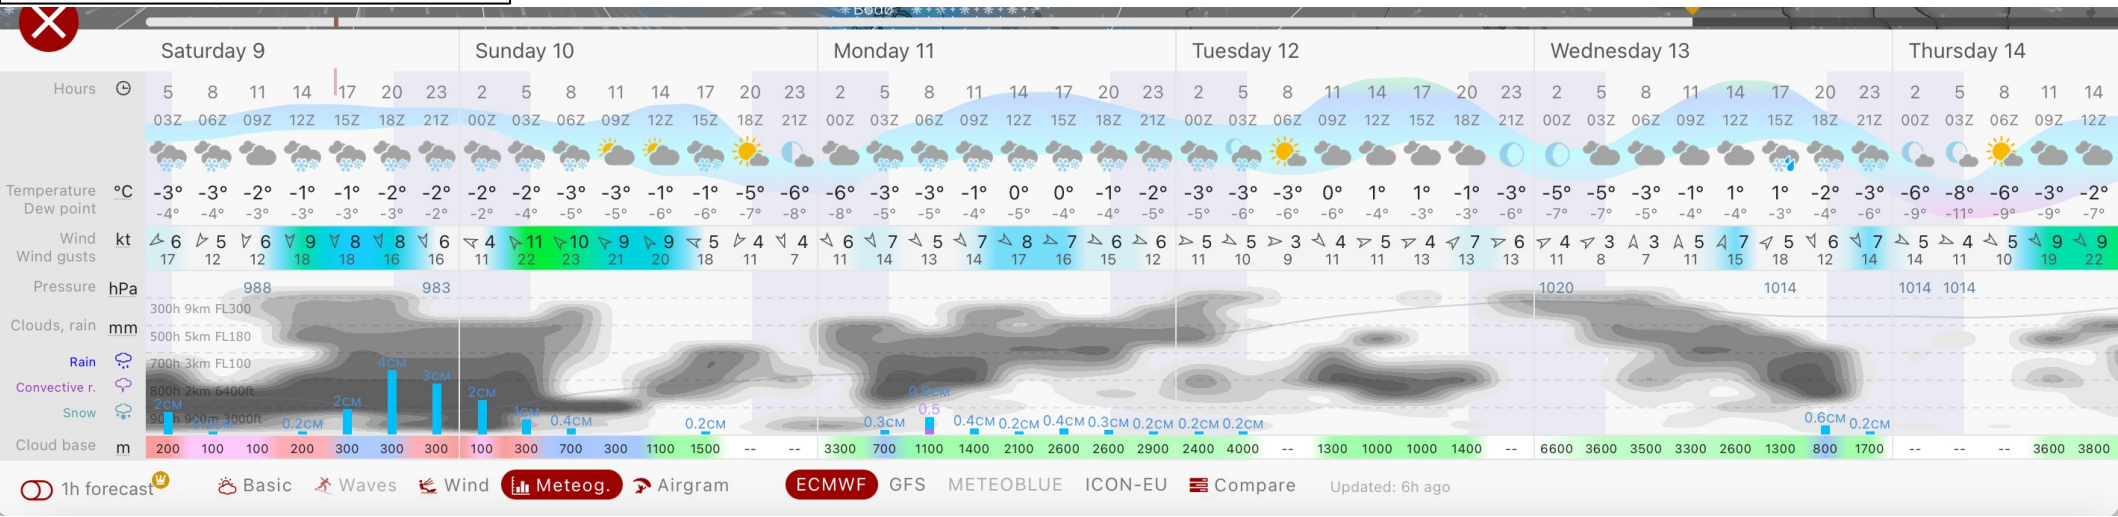 Bodø
Saturday 9 Sunday 10 Monday 11 Tuesday 12 Wednesday 13 Thursday 14
Hours 5 8 11 14 17 20 23 2 5 8 11 14 17 20 23 2 5 8 11 14 17 20 23 2 5 8 11 14 17 20 23 2 5 8 11 14 17 20 23 2 5 8 11 14
03Z 06Z 09Z 12Z 15Z 18Z 21Z 00Z 03Z 06Z 09Z 12Z 15Z 18Z 21Z 00Z 03Z 06Z 09Z 12Z 15Z 18Z 21Z 00Z 03Z 06Z 09Z 12Z 15Z 18Z 21Z 00Z 03Z 06Z 09Z 12Z 15Z 18Z 21Z 00Z 03Z 06Z 09Z 12Z
Temperature °C -3° -3° -2° -1° -1° -2° -2° -2° -2° -3° -3° -1° -1° -5° -6° -6° -3° -3° -1° 0° 0° -1° -2° -3° -3° -3° 0° 1° 1° -1° -3° -5° -5° -3° -1° 1° 1° -2° -3° -6° -8° -6° -3° -2°
Dew point -4° -4° -3° -3° -3° -3° -2° -2° -4° -5° -5° -6° -6° -7° -8° -8° -5° -5° -4° -5° -4° -4° -5° -6° -5° -6° -6° -4° -3° -3° -6° -7° -7° -5° -4° -4° -3° -4° -5° -9° -11° -9° -9° -7°
Wind kt 6 5 6 9 8 8 6 4 11 10 9 9 5 4 4 6 7 5 7 8 7 6 6 5 5 3 4 5 4 7 6 4 3 3 5 7 5 6 7 5 4 5 9 9
Wind gusts 17 12 12 18 18 16 16 11 22 23 21 20 18 11 7 11 14 13 14 17 16 15 12 11 10 9 11 11 13 13 13 11 8 7 11 15 18 12 14 14 11 10 19 22
Pressure hPa 988 983 1020 1014 1014 1014
300h 9km FL300
Clouds, rain mm
500h 5km FL180
Rain 700h 3km FL100 4CM
Convective r. 800h 2km 6400ft 3CM 2CM 0.8CM
Snow 2CM 2CM 1CM 0.5
900h 900m 3000ft 0.2CM 0.4CM 0.2CM 0.3CM 0.4CM 0.2CM 0.4CM 0.3CM 0.2CM 0.2CM 0.2CM 0.6CM 0.2CM
Cloud base m 200 100 100 200 300 300 300 100 300 700 300 1100 1500 -- -- 3300 700 1100 1400 2100 2600 2600 2900 2400 4000 -- 1300 1000 1000 1400 -- 6600 3600 3500 3300 2600 1300 800 1700 -- -- -- 3600 3800
1h forecast Basic Waves Wind Meteog. Airgram ECMWF GFS METEOBLUE ICON-EU Compare Updated: 6h ago